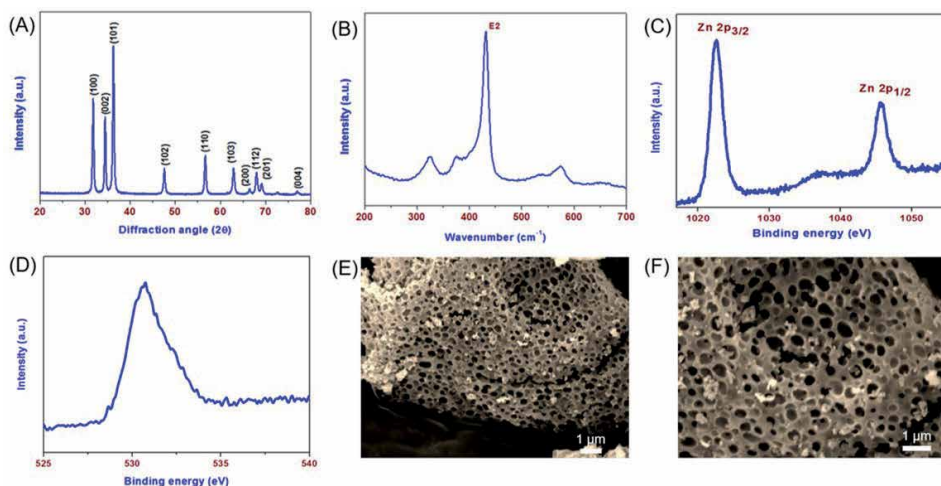 (A)
(100)
(002)
(101)
(102)
(110)
(103)
(200)
(112)
(201)
(004)
Intensity (a.u.)
20 30 40 50 60 70 80
Diffraction angle (2θ)
(B)
E2
Intensity (a.u.)
200 300 400 500 600 700
Wavenumber (cm⁻¹)
(C)
Zn 2p3/2
Zn 2p1/2
Intensity (a.u.)
1020 1030 1040 1050
Binding energy (eV)
(D)
Intensity (a.u.)
525 530 535 540
Binding energy (eV)
(E)
1 µm
(F)
1 µm